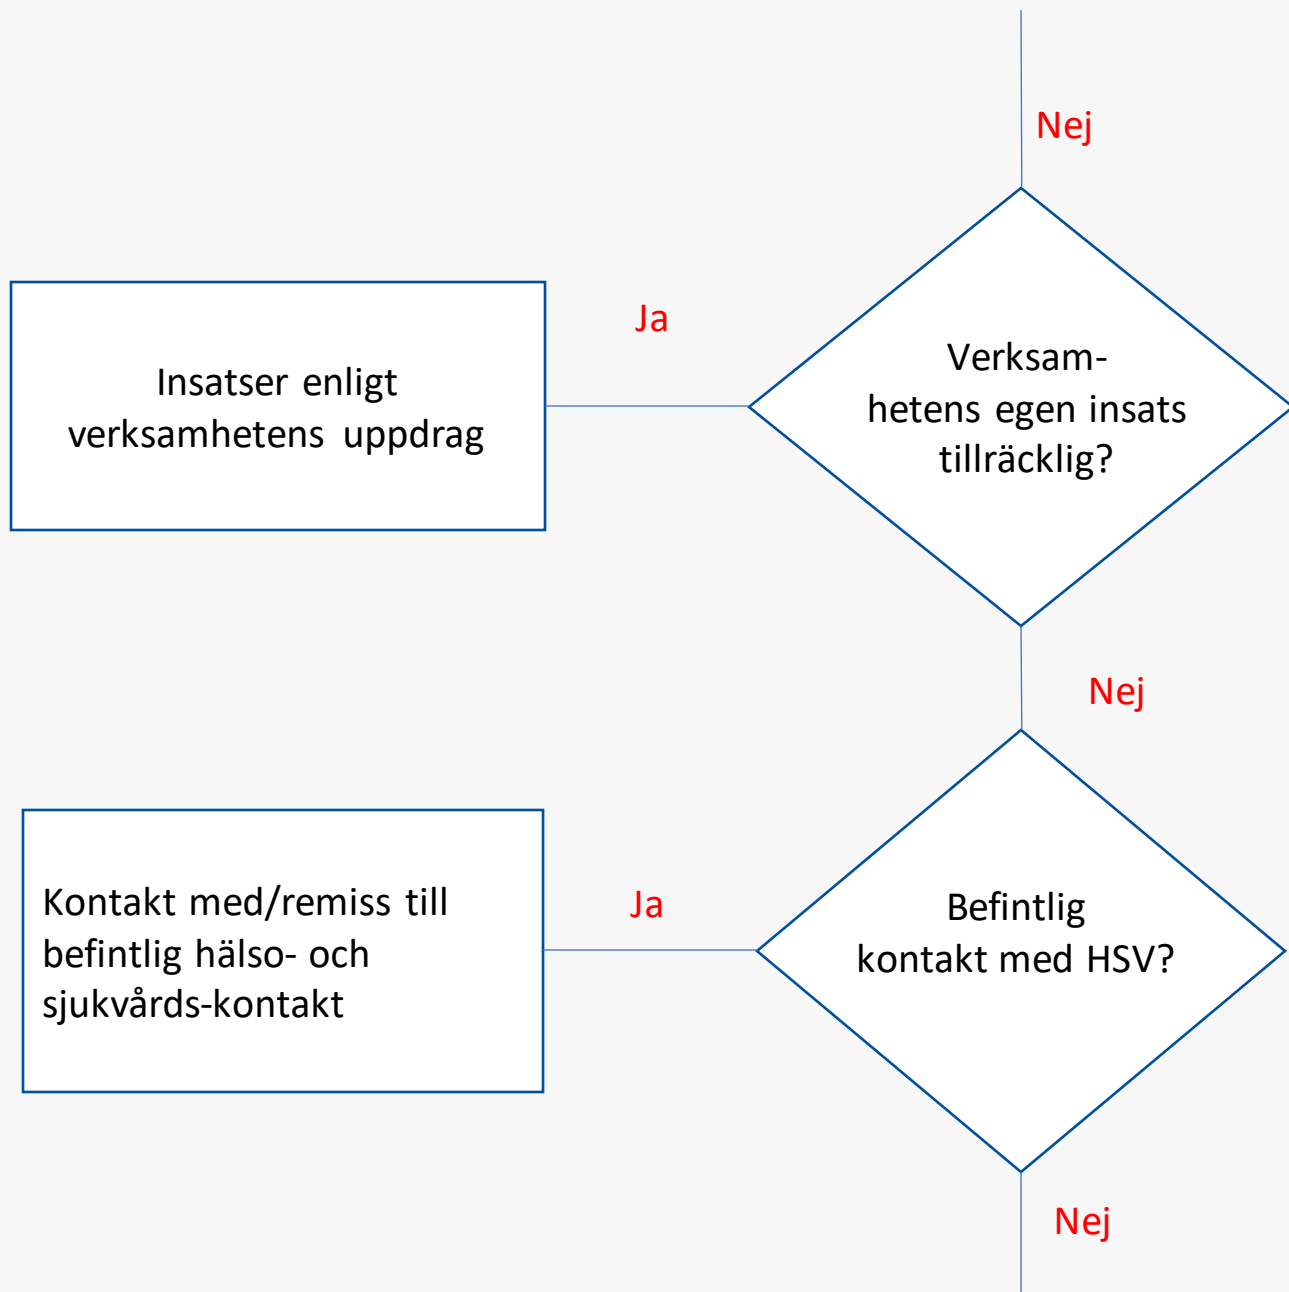 Nej
Ja
Insatser enligt
verksamhetens uppdrag
Verksam-
hetens egen insats
tillräcklig?
Nej
Kontakt med/remiss till
befintlig hälso- och
sjukvårds-kontakt
Ja
Befintlig
kontakt med HSV?
Nej